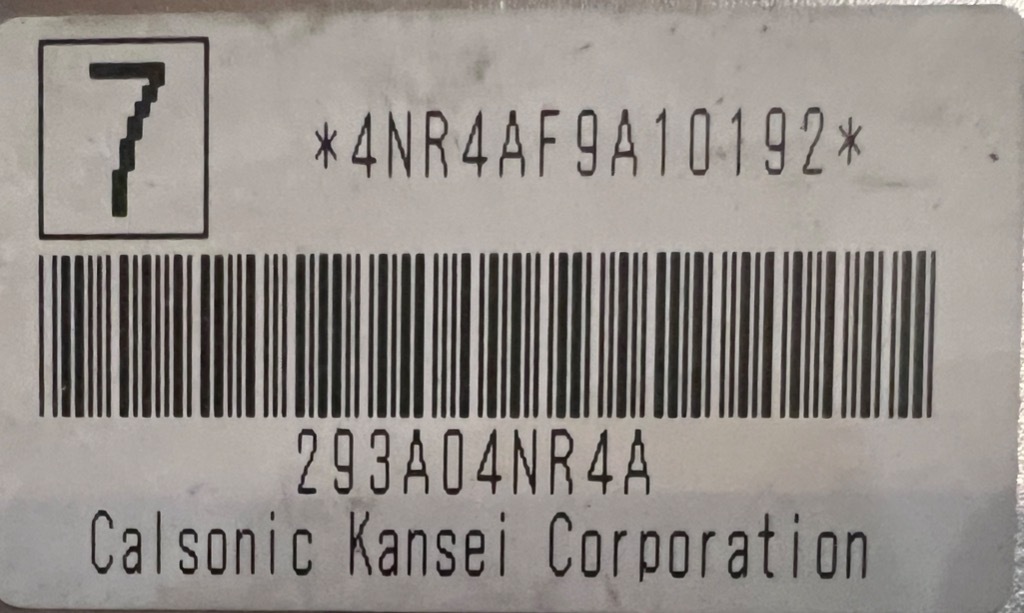 7
*4NR4AF9A10192*
293A04NR4A
Calsonic Kansei Corporation